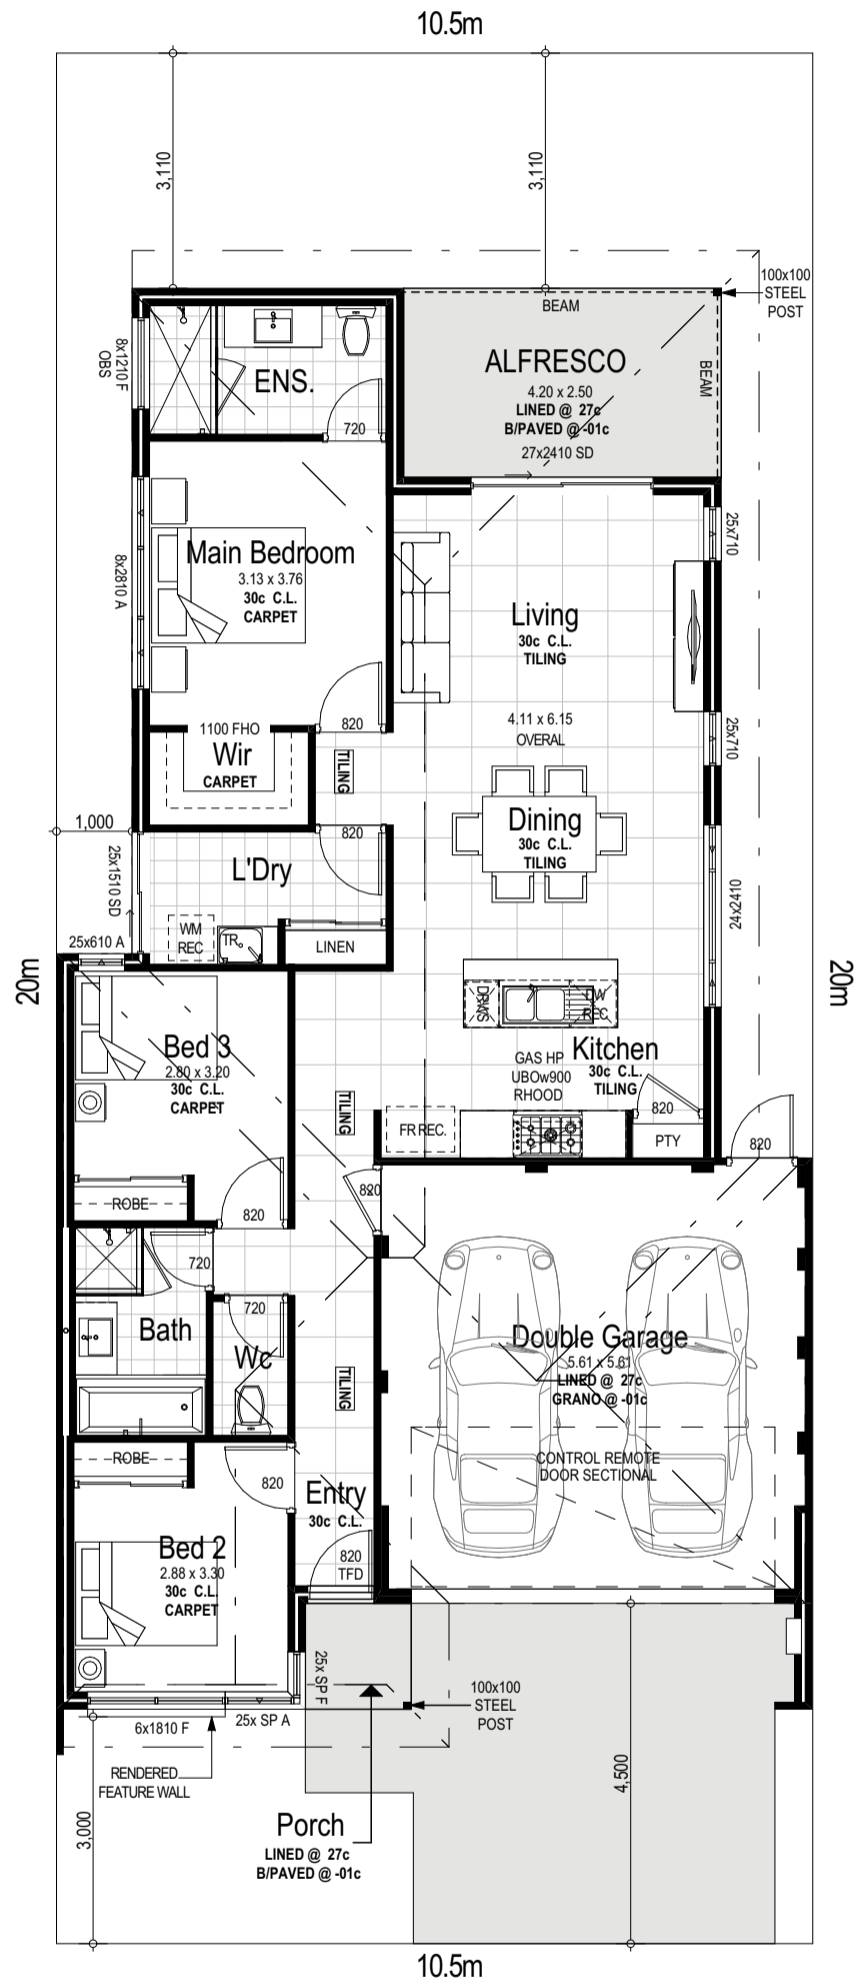 10.5m
3,110
3,110
100x100
STEEL
POST
BEAM
BEAM
ALFRESCO
4.20 x 2.50
LINED @ 27c
B/PAVED @ -01c
27x2410 SD
8x1210 F
OBS
ENS.
720
25x710
Main Bedroom
3.13 x 3.76
30c C.L.
CARPET
8x2810 A
Living
30c C.L.
TILING
4.11 x 6.15
OVERAL
25x710
820
1100 FHO
Wir
CARPET
TILING
Dining
30c C.L.
TILING
1,000
820
L'Dry
25x1510 SD
24x2410
WM
REC
TR.
LINEN
25x610 A
20m
20m
DRWS
DW
REC
Bed 3
2.80 x 3.20
30c C.L.
CARPET
Kitchen
30c C.L.
TILING
GAS HP
UBOw900
RHOOD
TILING
FR REC.
820
PTY
820
820
ROBE
820
720
720
Bath
Wc
Double Garage
5.61 x 5.61
LINED @ 27c
GRANO @ -01c
TILING
CONTROL REMOTE
DOOR SECTIONAL
ROBE
820
Entry
30c C.L.
820
TFD
Bed 2
2.88 x 3.30
30c C.L.
CARPET
25x SP F
100x100
STEEL
POST
6x1810 F
25x SP A
RENDERED
FEATURE WALL
4,500
3,000
Porch
LINED @ 27c
B/PAVED @ -01c
10.5m